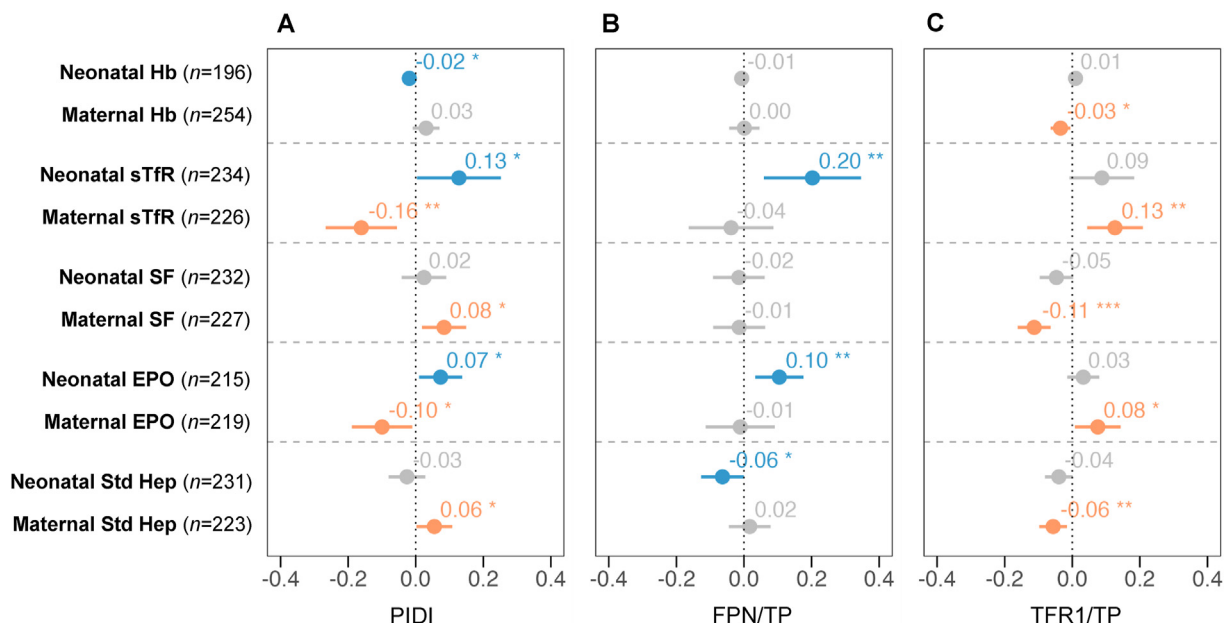 A B C
Neonatal Hb (n=196) -0.02 * -0.01 0.01
Maternal Hb (n=254) 0.03 0.00 -0.03 *
Neonatal sTfR (n=234) 0.13 * 0.20 ** 0.09
Maternal sTfR (n=226) -0.16 ** -0.04 0.13 **
Neonatal SF (n=232) 0.02 -0.02 -0.05
Maternal SF (n=227) 0.08 * -0.01 -0.11 ***
Neonatal EPO (n=215) 0.07 * 0.10 ** 0.03
Maternal EPO (n=219) -0.10 * -0.01 0.08 *
Neonatal Std Hep (n=231) -0.03 -0.06 * -0.04
Maternal Std Hep (n=223) 0.06 * 0.02 -0.06 **
-0.4 -0.2 0.0 0.2 0.4 -0.4 -0.2 0.0 0.2 0.4 -0.4 -0.2 0.0 0.2 0.4
PIDI FPN/TP TFR1/TP